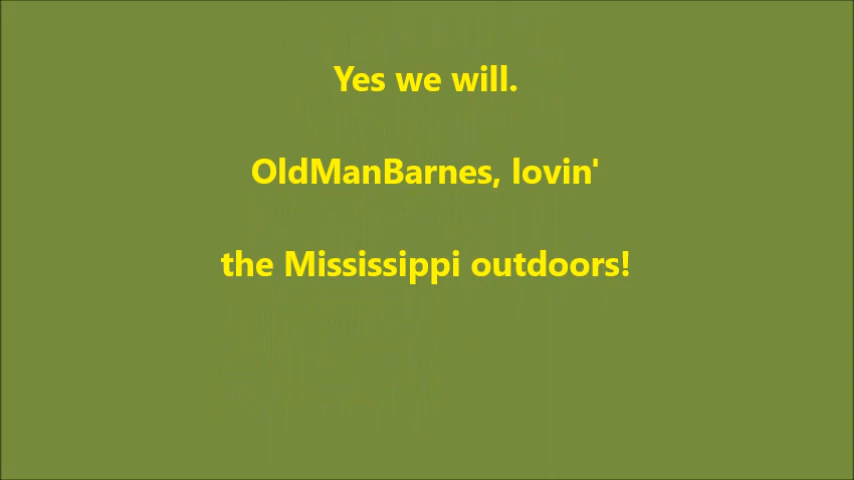 Yes we will.
OldManBarnes, lovin'
the Mississippi outdoors!